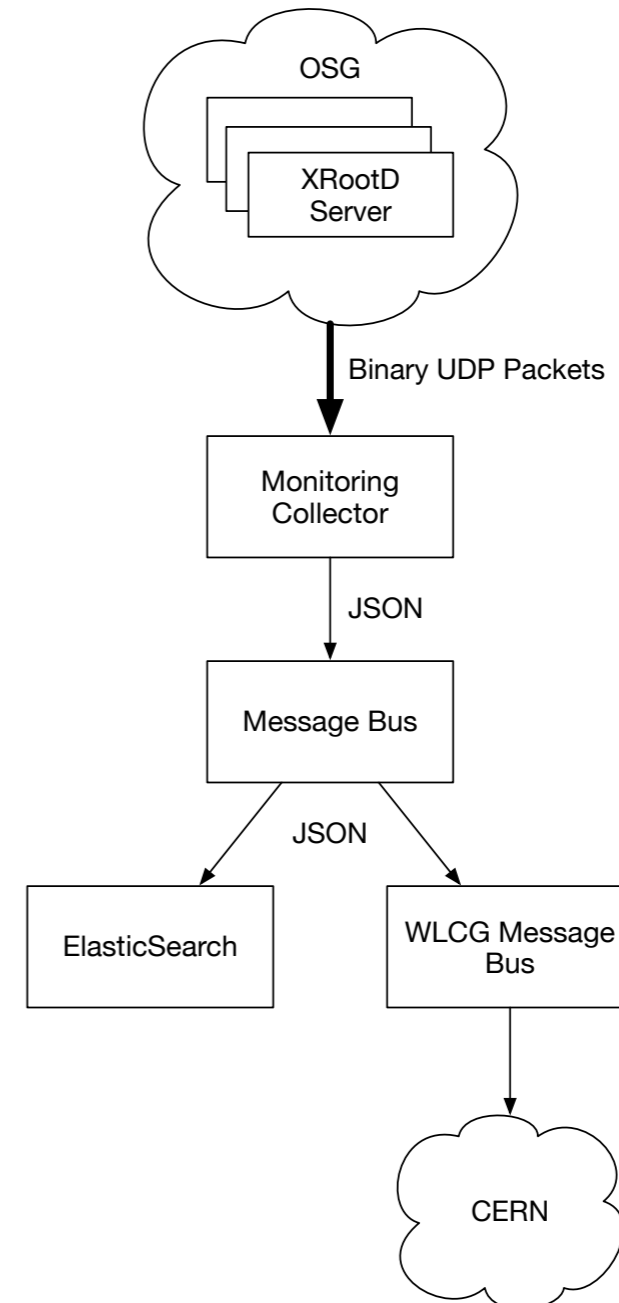 OSG
XRootD
Server
Binary UDP Packets
Monitoring
Collector
JSON
Message Bus
JSON
ElasticSearch
WLCG Message
Bus
CERN